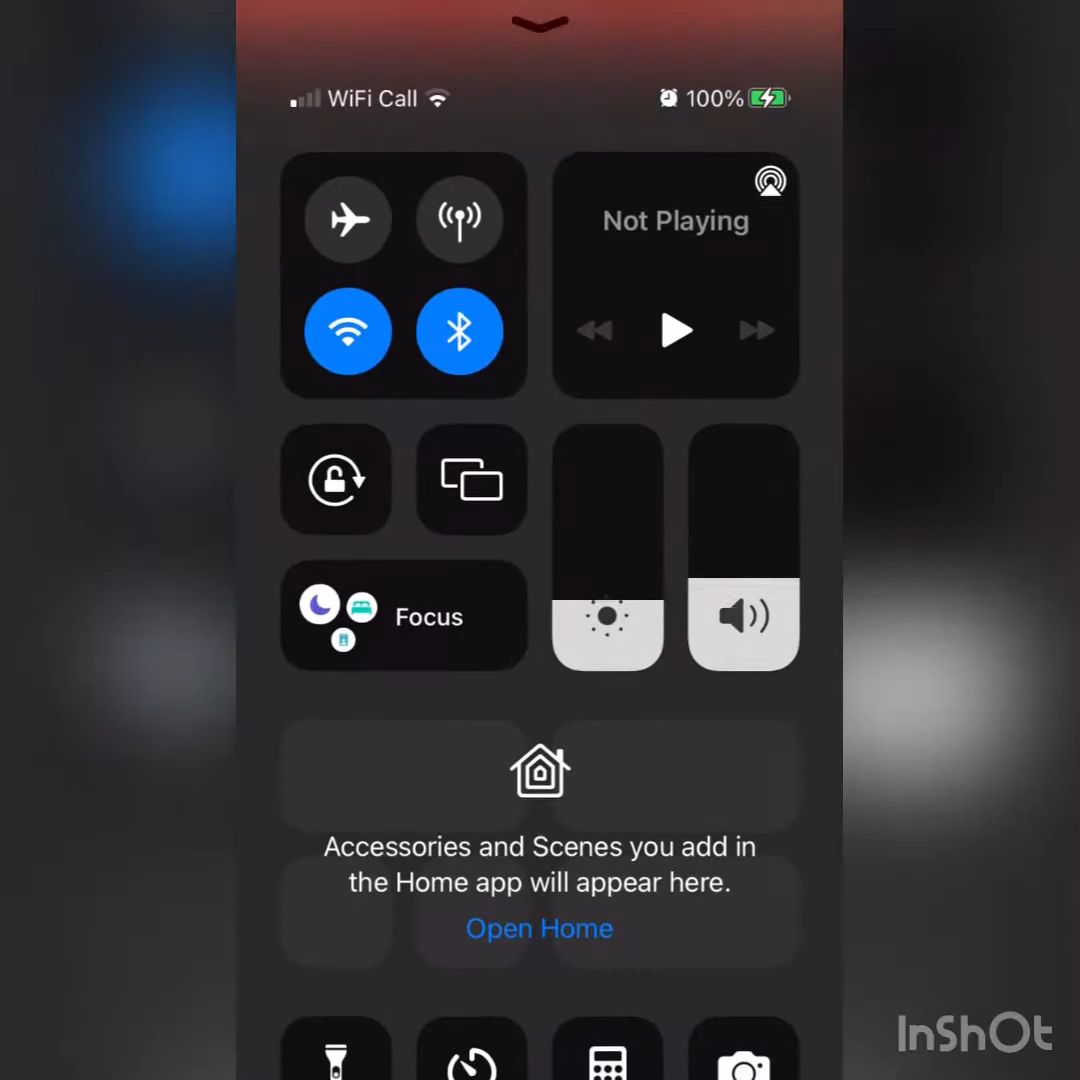 WiFi Call
100%
Not Playing
Focus
Accessories and Scenes you add in
the Home app will appear here.
Open Home
InShOt